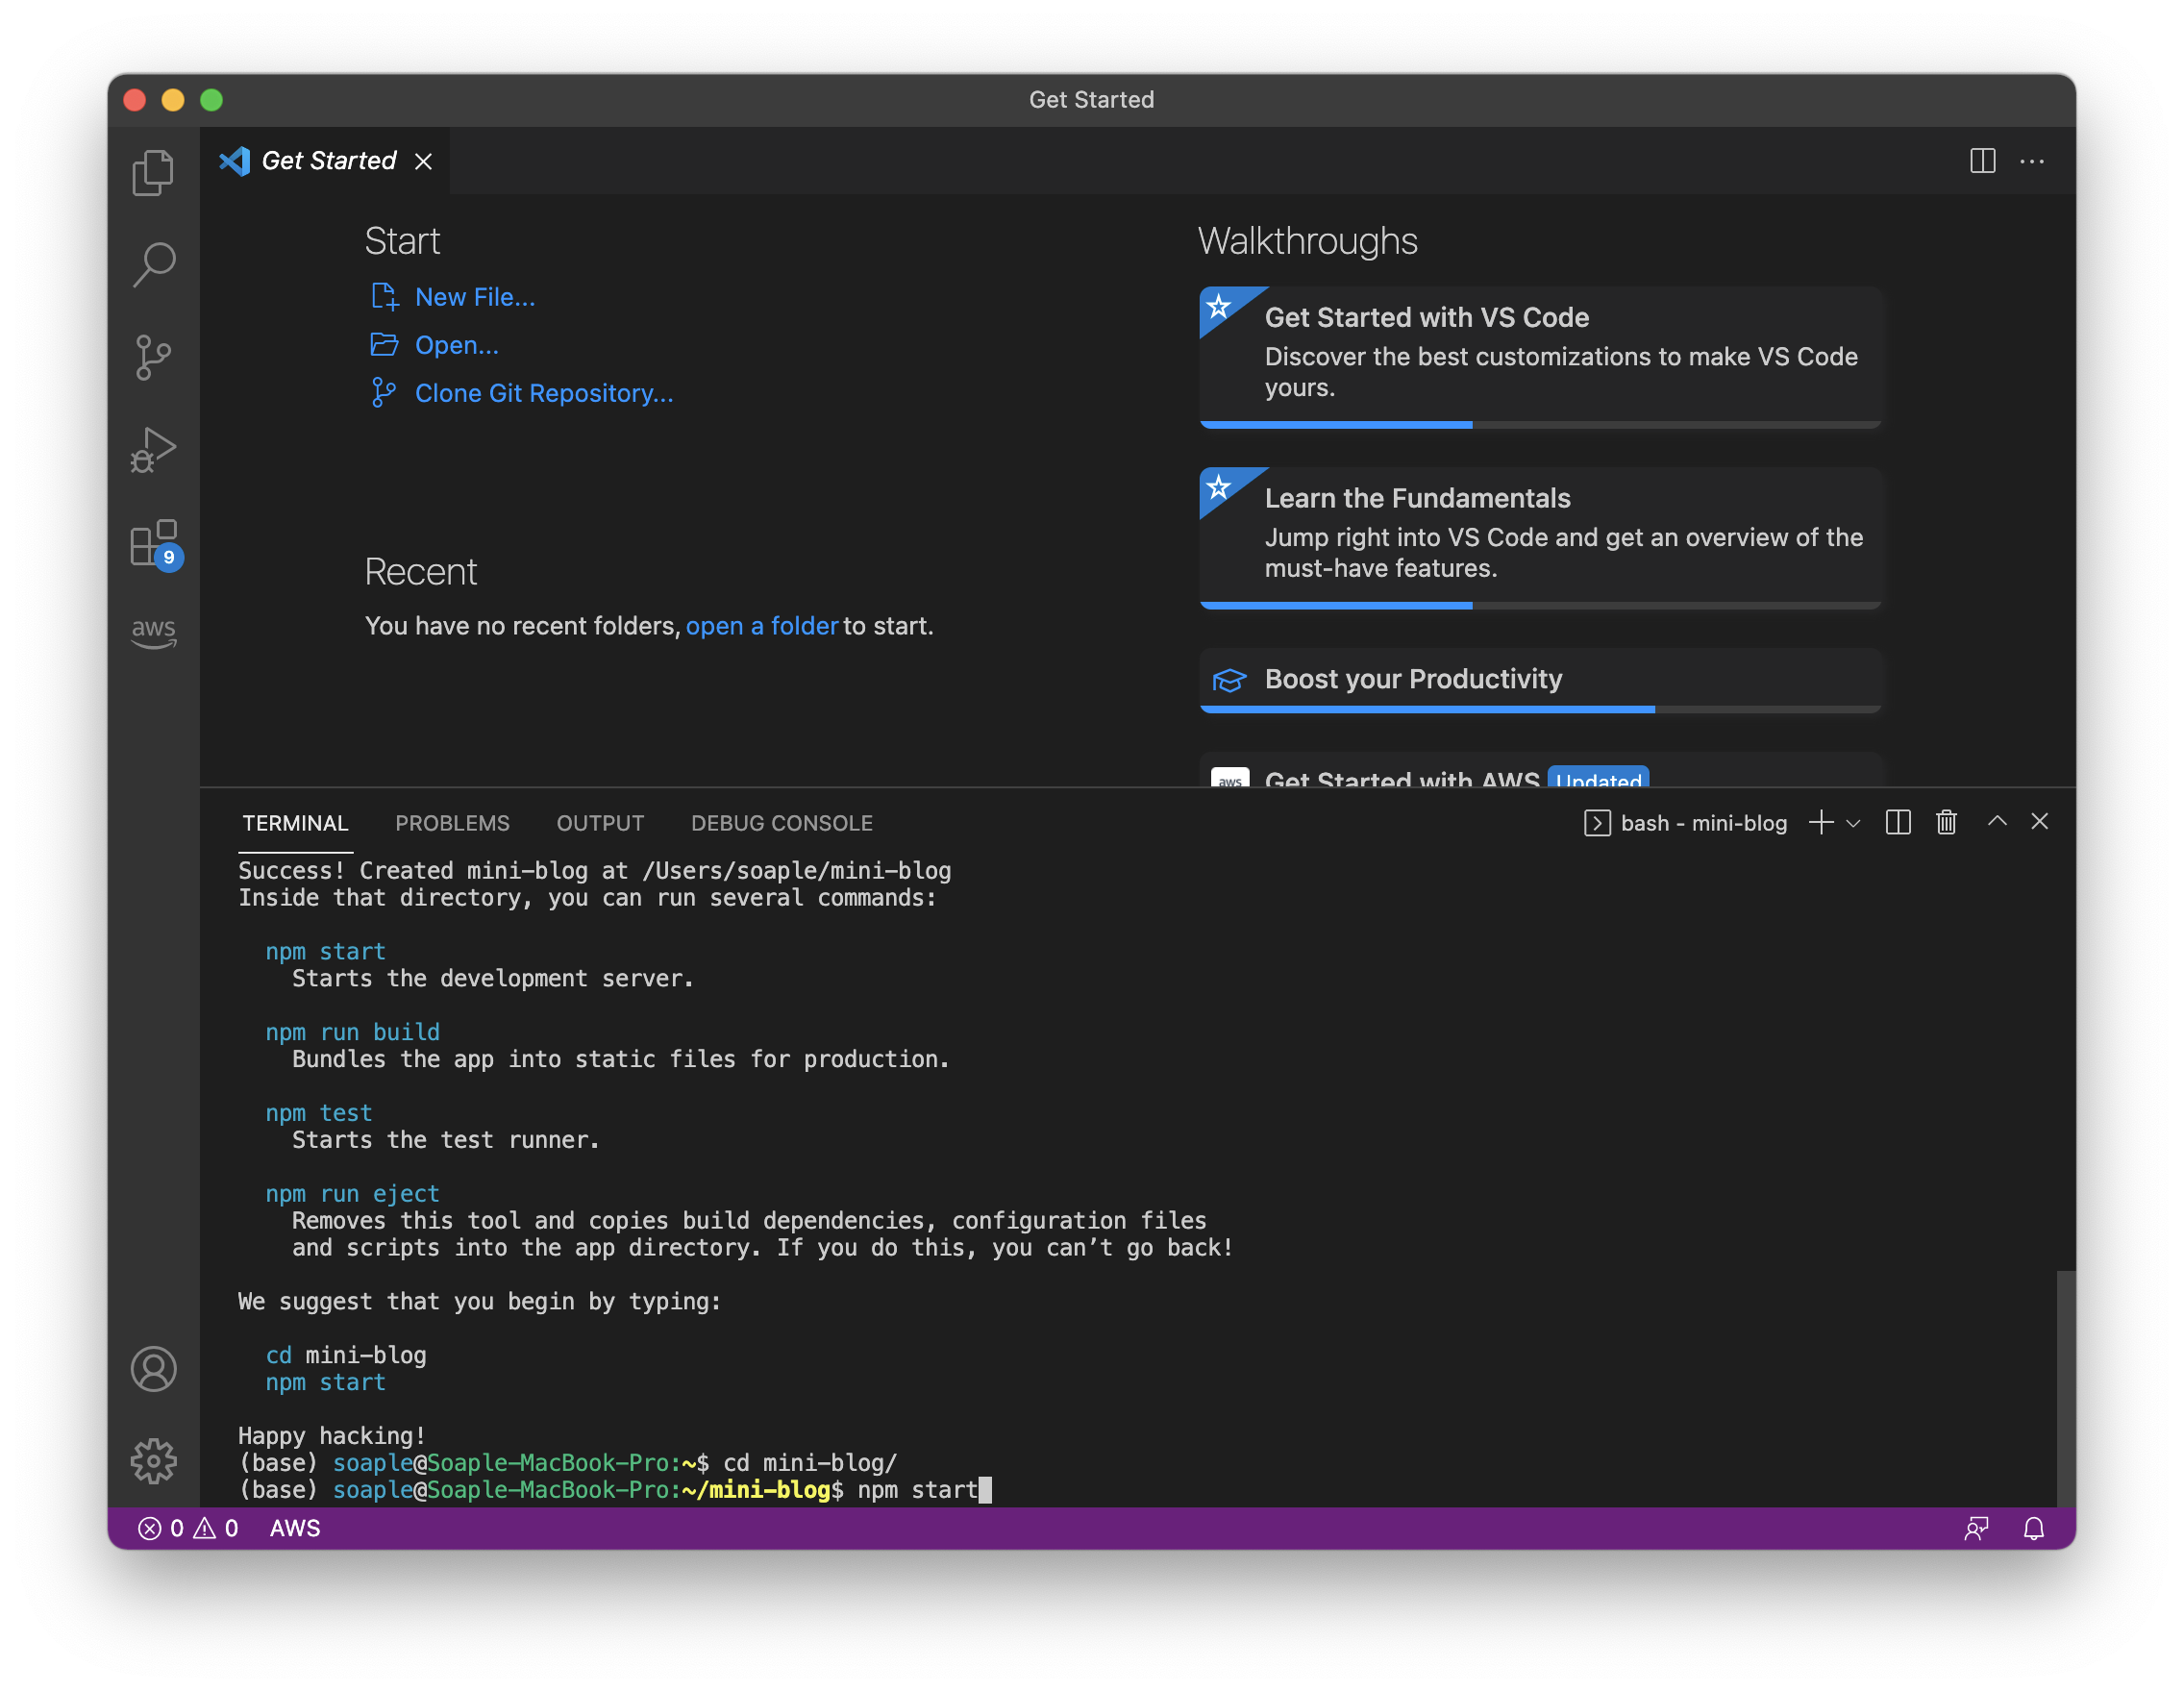 Get Started
Get Started
Start
New File...
Open...
Clone Git Repository...
Recent
You have no recent folders, open a folder to start.
Walkthroughs
Get Started with VS Code
Discover the best customizations to make VS Code
yours.
Learn the Fundamentals
Jump right into VS Code and get an overview of the
must-have features.
Boost your Productivity
aws
Get Started with AWS Updated
9
aws
TERMINAL PROBLEMS OUTPUT DEBUG CONSOLE
bash - mini-blog
Success! Created mini-blog at /Users/soaple/mini-blog
Inside that directory, you can run several commands:
npm start
Starts the development server.
npm run build
Bundles the app into static files for production.
npm test
Starts the test runner.
npm run eject
Removes this tool and copies build dependencies, configuration files
and scripts into the app directory. If you do this, you can’t go back!
We suggest that you begin by typing:
cd mini-blog
npm start
Happy hacking!
(base) soaple@Soaple-MacBook-Pro:~$ cd mini-blog/
(base) soaple@Soaple-MacBook-Pro:~/mini-blog$ npm start
0 0 AWS